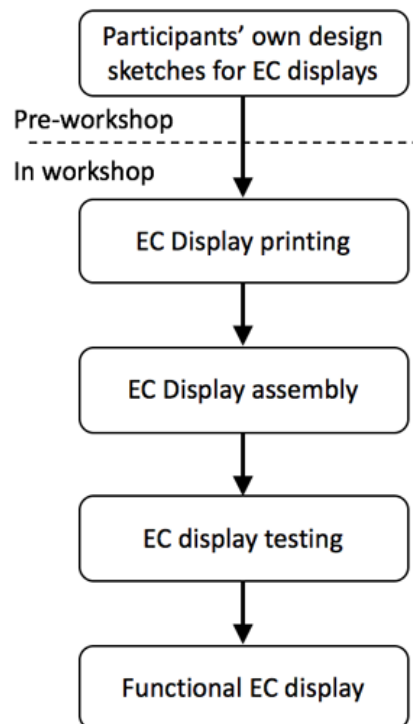 Participants’ own design
sketches for EC displays
Pre-workshop
In workshop
EC Display printing
EC Display assembly
EC display testing
Functional EC display